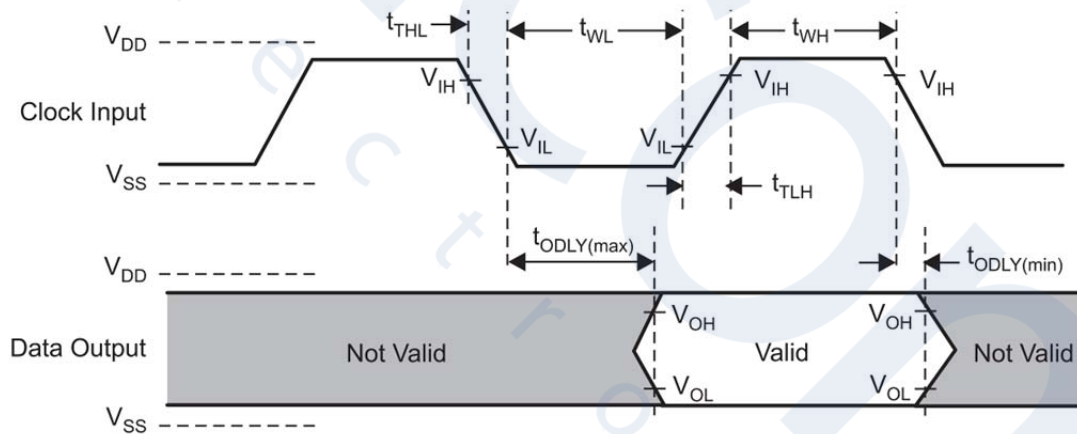 t_THL
t_WL
t_WH
V_DD
V_IH
V_IH
V_IH
Clock Input
V_IL
V_IL
V_SS
t_TLH
t_ODLY(max)
V_DD
t_ODLY(min)
V_OH
V_OH
Data Output
Not Valid
Valid
Not Valid
V_OL
V_OL
V_SS